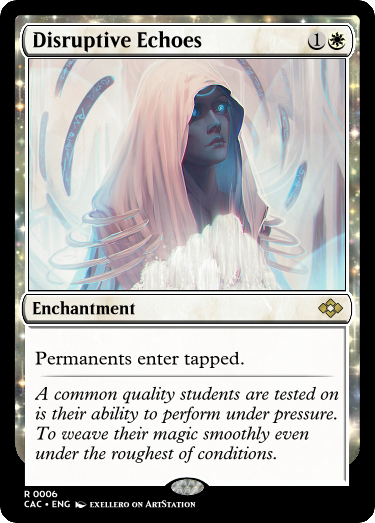 Disruptive Echoes 1
Enchantment
Permanents enter tapped.
A common quality students are tested on
is their ability to perform under pressure.
To weave their magic smoothly even
under the roughest of conditions.
R 0006
CAC • ENG EXELLERO ON ARTSTATION